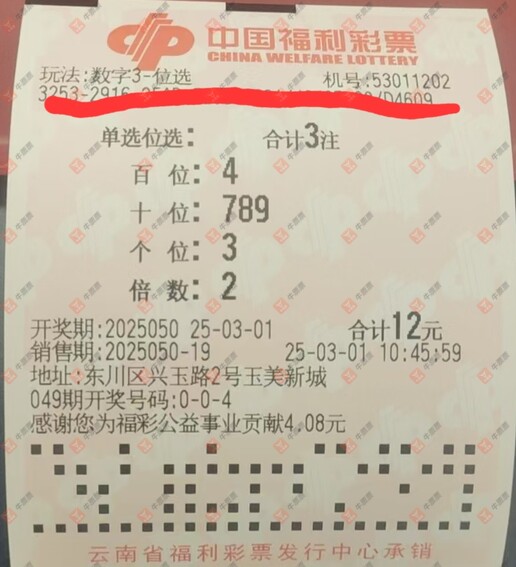 中国福利彩票
CHINA WELFARE LOTTERY
玩法:数字3-位选 机号:53011202
3253-2916- /D4609
单选位选: 合计3注
百位: 4
十位: 789
个位: 3
倍数: 2
开奖期:2025050 25-03-01 合计12元
销售期:2025050-19 25-03-01 10:45:59
地址:东川区兴玉路2号玉美新城
049期开奖号码:0-0-4
感谢您为福彩公益事业贡献4.08元
云南省福利彩票发行中心承销